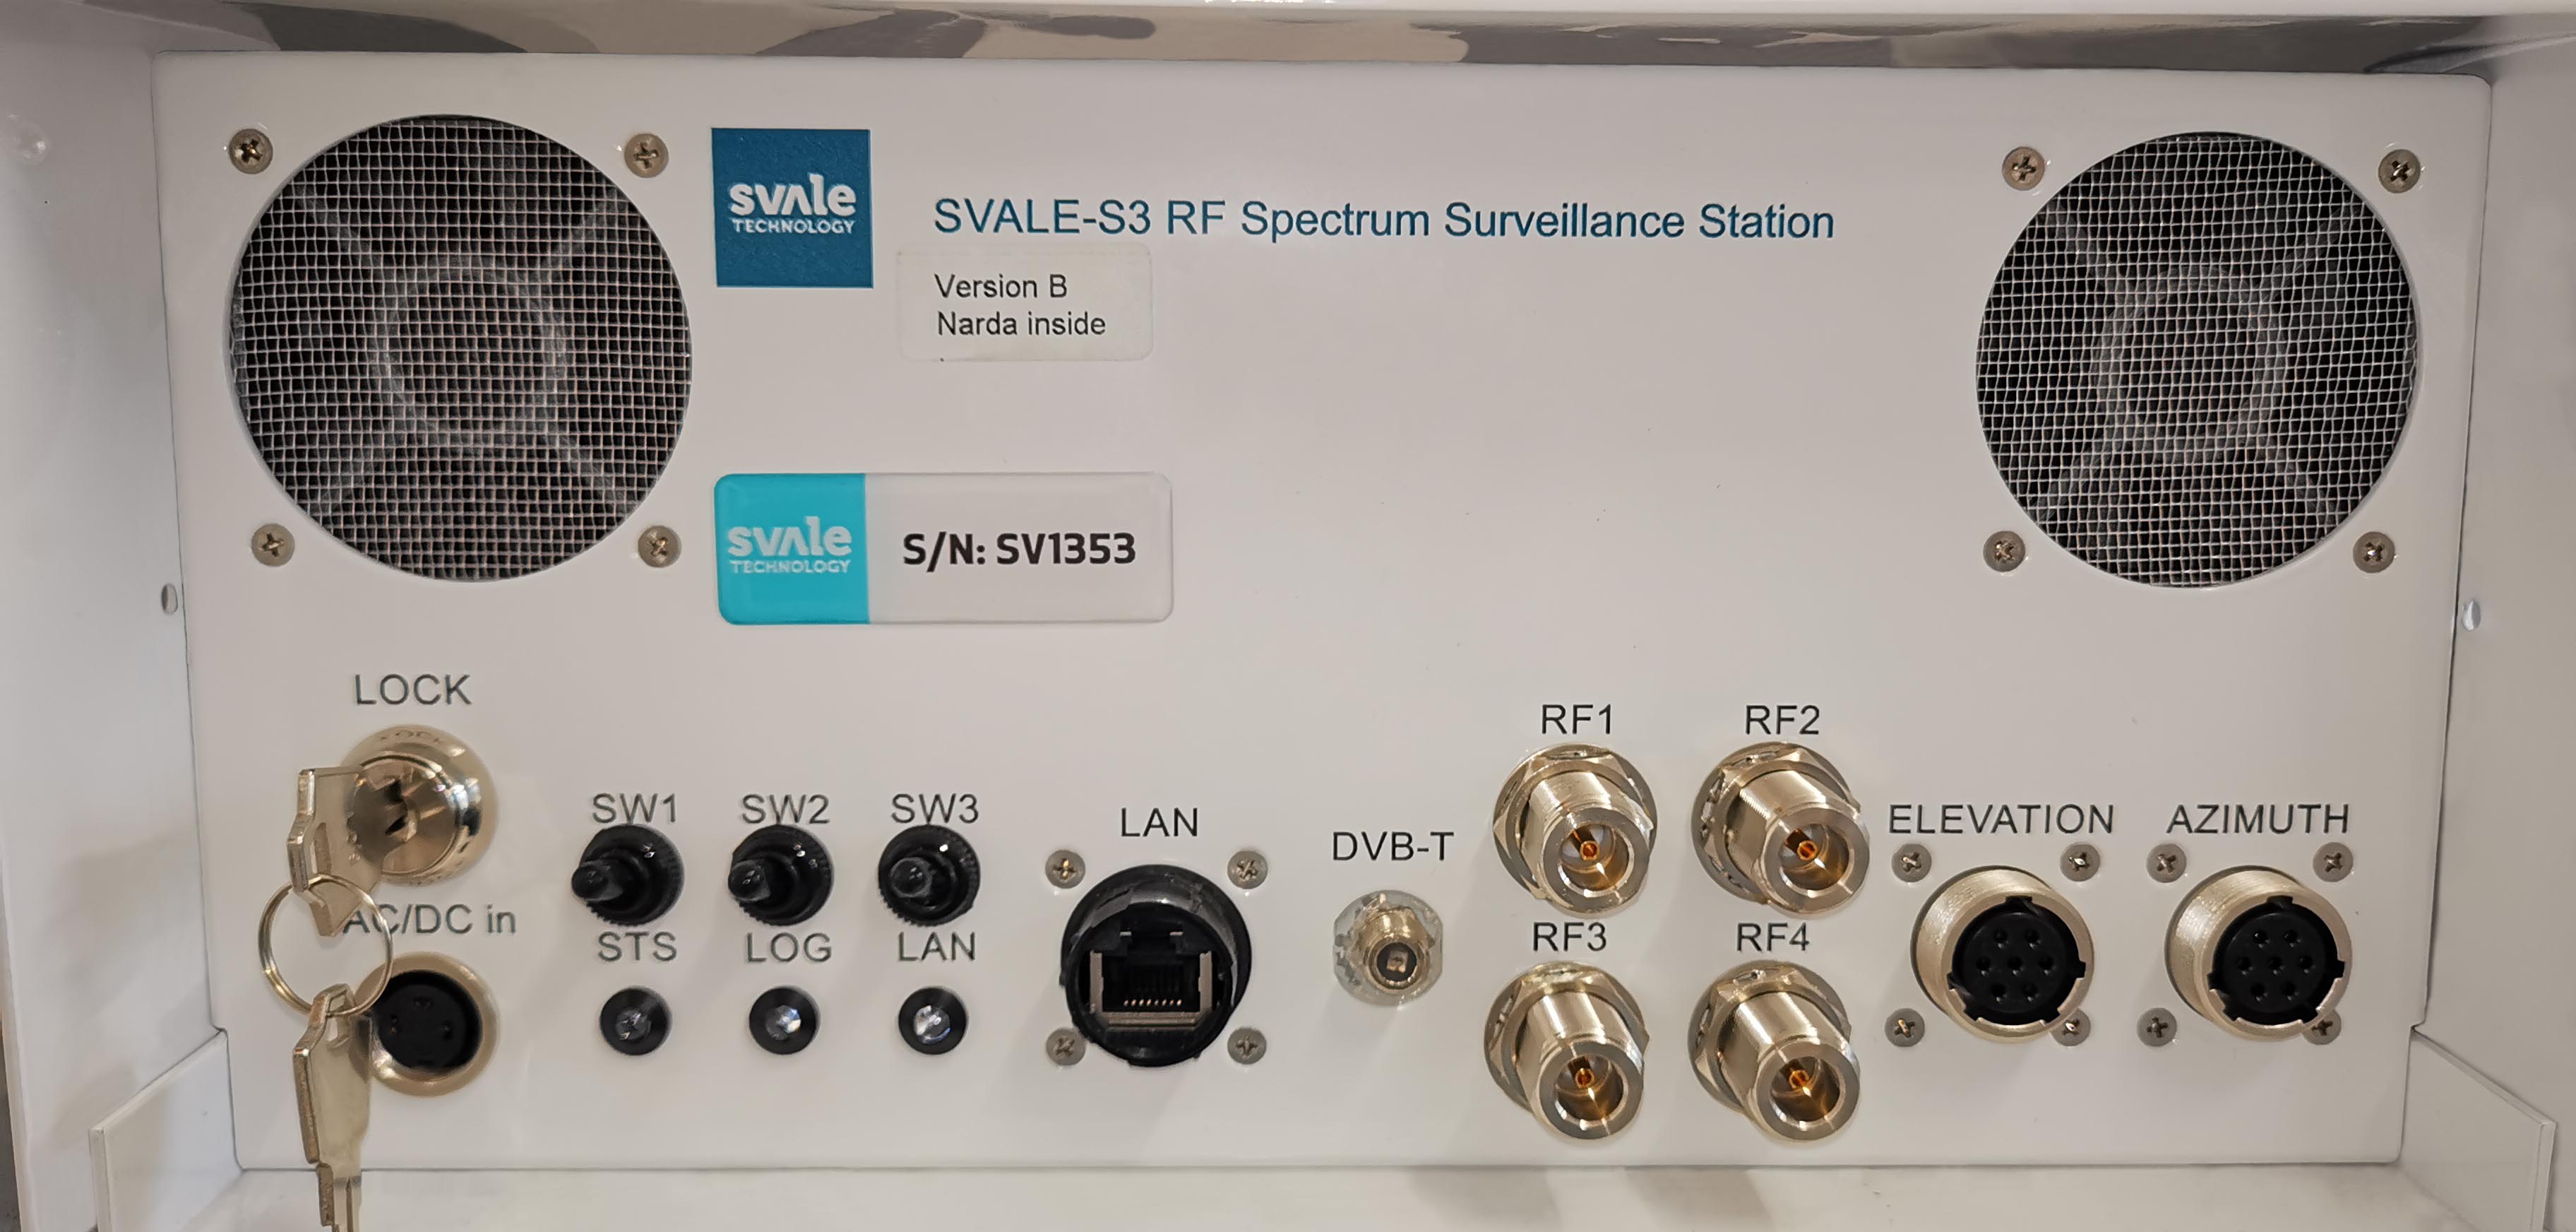 svale
TECHNOLOGY
SVALE-S3 RF Spectrum Surveillance Station
Version B
Narda inside
svale
TECHNOLOGY
S/N: SV1353
LOCK
AC/DC in
SW1 SW2 SW3
STS LOG LAN
LAN
DVB-T
RF1 RF2
RF3 RF4
ELEVATION AZIMUTH